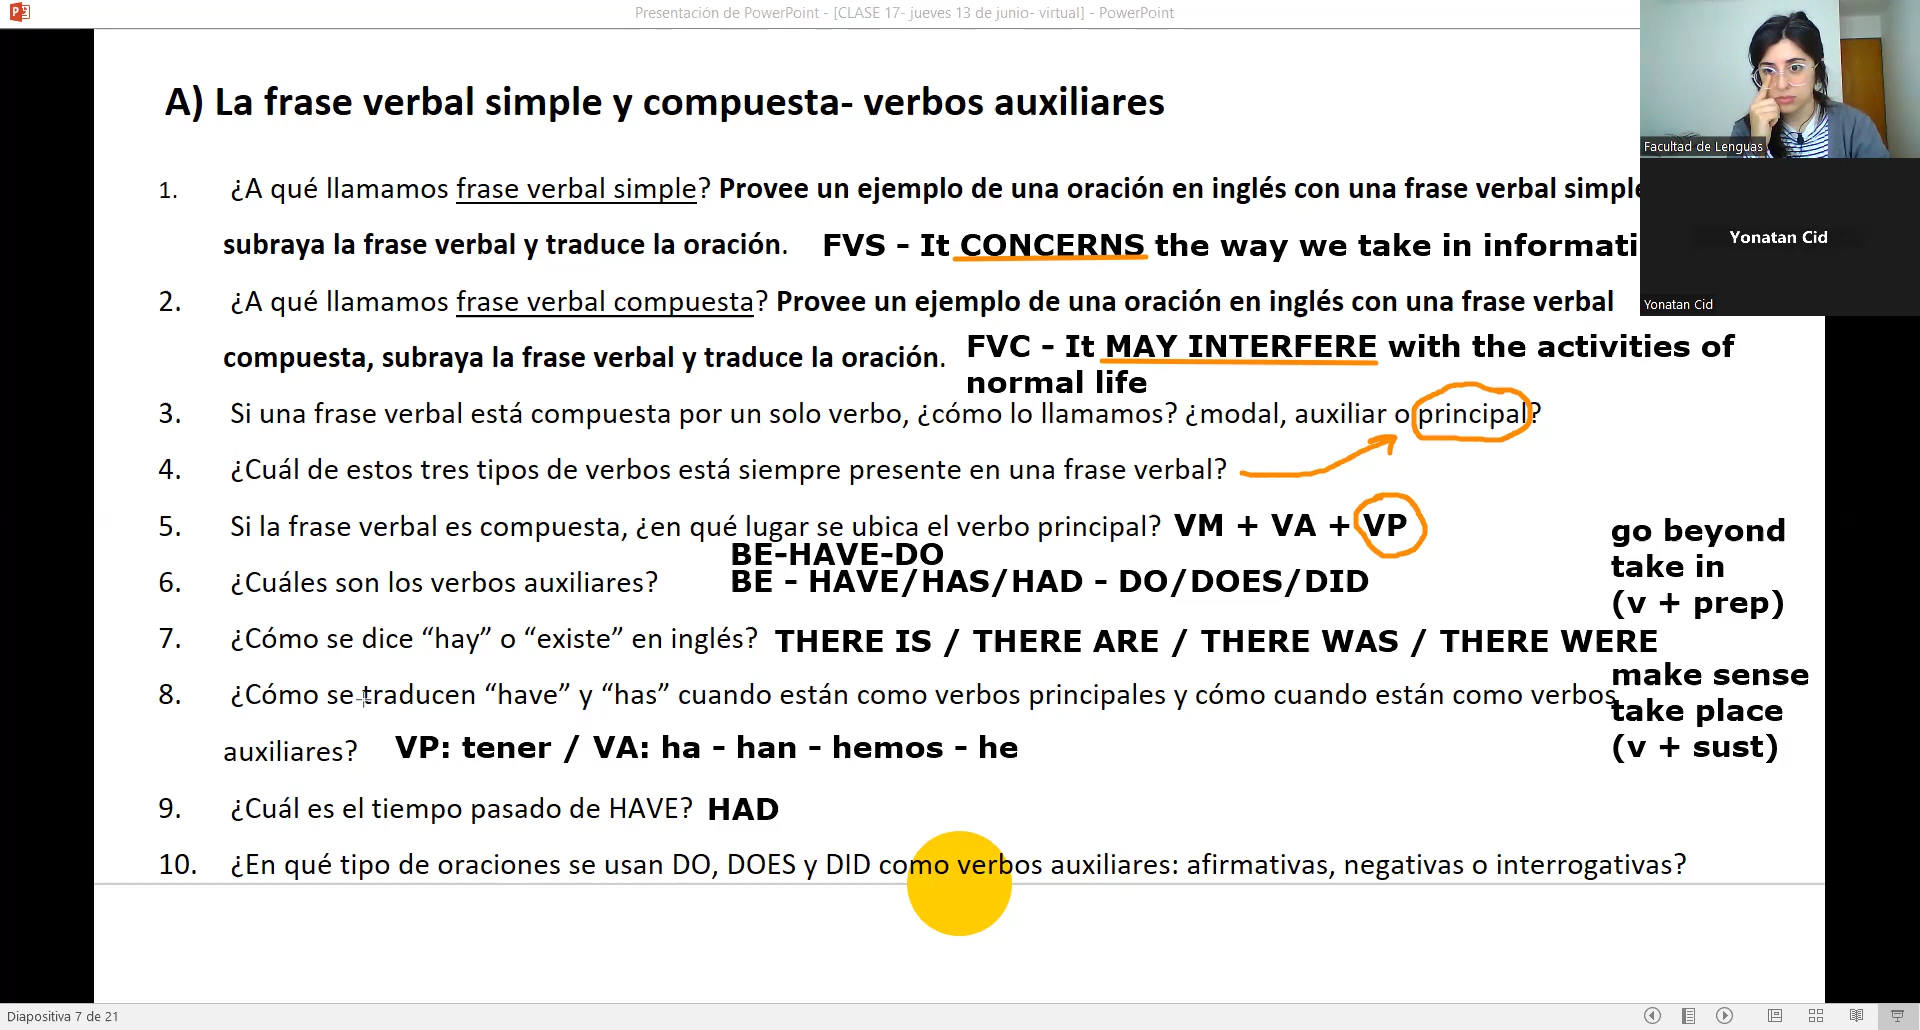 Presentación de PowerPoint - [CLASE 17- jueves 13 de junio- virtual] - PowerPoint
A) La frase verbal simple y compuesta- verbos auxiliares
Facultad de Lenguas
1. ¿A qué llamamos frase verbal simple? Provee un ejemplo de una oración en inglés con una frase verbal simple
subraya la frase verbal y traduce la oración. FVS - It CONCERNS the way we take in informati
Yonatan Cid
2. ¿A qué llamamos frase verbal compuesta? Provee un ejemplo de una oración en inglés con una frase verbal
Yonatan Cid
compuesta, subraya la frase verbal y traduce la oración. FVC - It MAY INTERFERE with the activities of
normal life
3. Si una frase verbal está compuesta por un solo verbo, ¿cómo lo llamamos? ¿modal, auxiliar o principal?
4. ¿Cuál de estos tres tipos de verbos está siempre presente en una frase verbal?
5. Si la frase verbal es compuesta, ¿en qué lugar se ubica el verbo principal? VM + VA + VP
BE-HAVE-DO
6. ¿Cuáles son los verbos auxiliares? BE - HAVE/HAS/HAD - DO/DOES/DID
go beyond
take in
(v + prep)
7. ¿Cómo se dice “hay” o “existe” en inglés? THERE IS / THERE ARE / THERE WAS / THERE WERE
8. ¿Cómo se traducen “have” y “has” cuando están como verbos principales y cómo cuando están como verbos
auxiliares? VP: tener / VA: ha - han - hemos - he
make sense
take place
(v + sust)
9. ¿Cuál es el tiempo pasado de HAVE? HAD
10. ¿En qué tipo de oraciones se usan DO, DOES y DID como verbos auxiliares: afirmativas, negativas o interrogativas?
Diapositiva 7 de 21